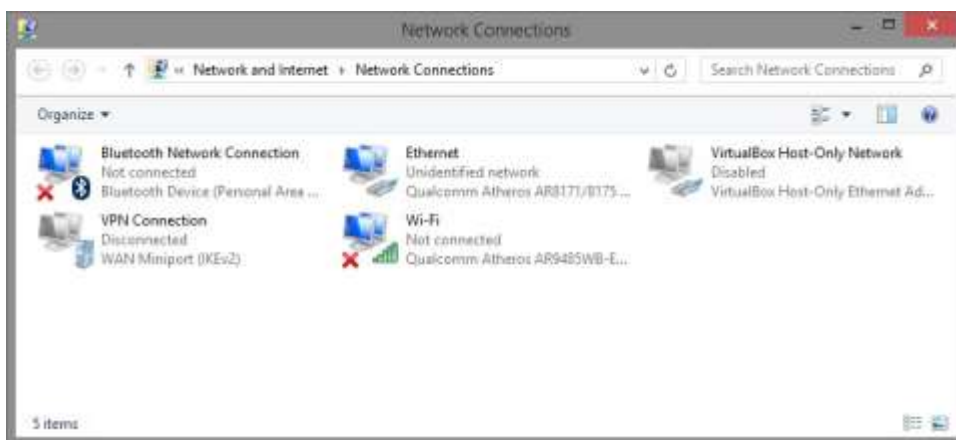 Network Connections
« Network and Internet Network Connections
Search Network Connections
Organize
Bluetooth Network Connection
Not connected
Bluetooth Device (Personal Area ...
Ethernet
Unidentified network
Qualcomm Atheros AR8171/8175 ...
VirtualBox Host-Only Network
Disabled
VirtualBox Host-Only Ethernet Ad...
VPN Connection
Disconnected
WAN Miniport (IKEv2)
Wi-Fi
Not connected
Qualcomm Atheros AR9485WB-E...
5 items